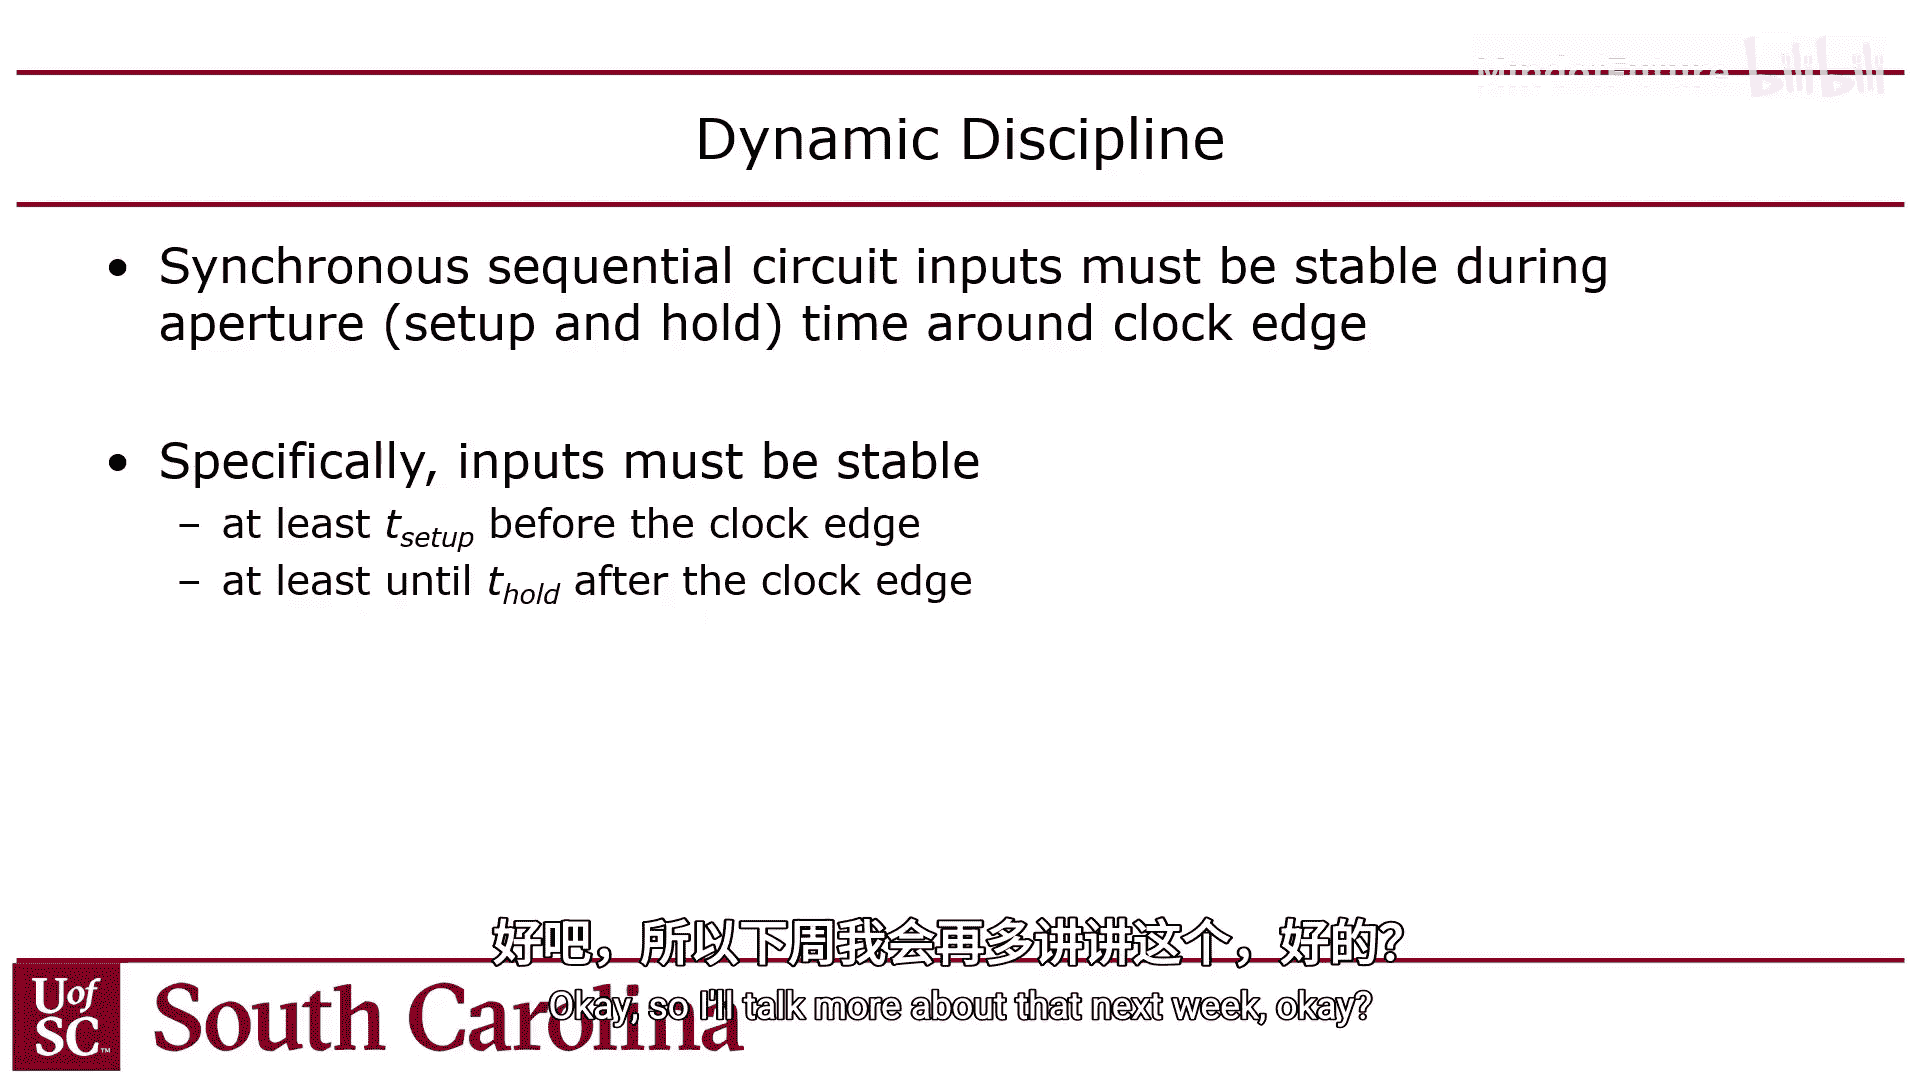 Dynamic Discipline
• Synchronous sequential circuit inputs must be stable during
aperture (setup and hold) time around clock edge
• Specifically, inputs must be stable
– at least tsetup before the clock edge
– at least until thold after the clock edge
好吧，所以下周我会再多讲讲这个，好的？
Okay, so I'll talk more about that next week, okay?
UofSC™
South Carolina
bilibili